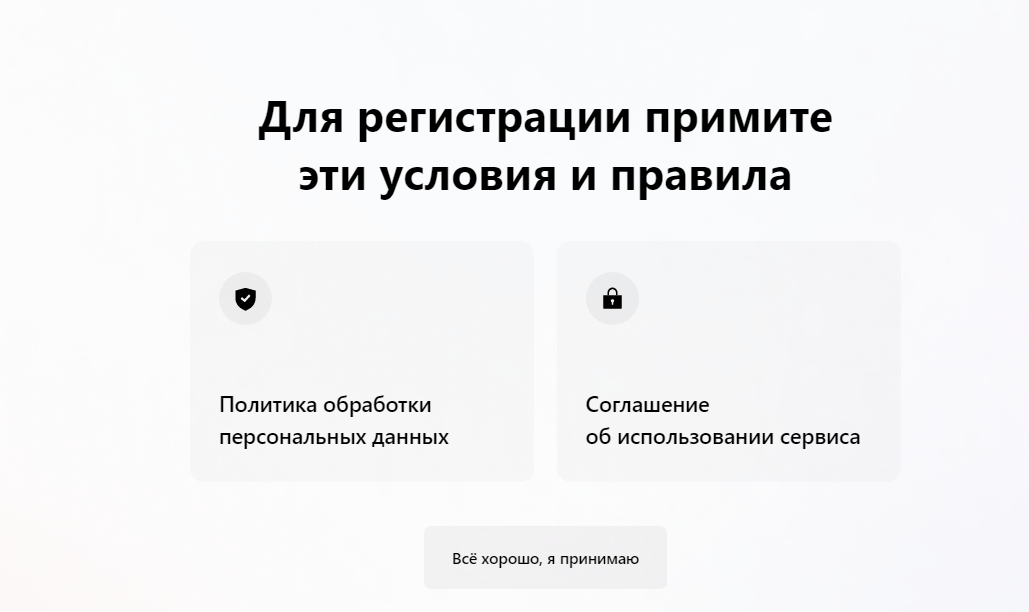 Для регистрации примите
эти условия и правила
Политика обработки
персональных данных
Соглашение
об использовании сервиса
Всё хорошо, я принимаю